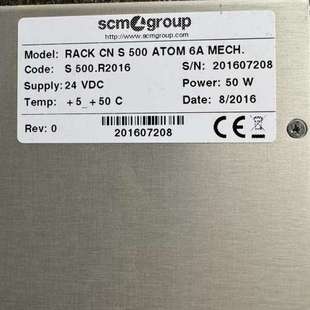 scm group
http://www.scmgroup.com
Model: RACK CN S 500 ATOM 6A MECH.
Code: S 500.R2016 S/N: 201607208
Supply: 24 VDC Power: 50 W
Temp: +5_+50 C Date: 8/2016
Rev: 0 201607208 CE